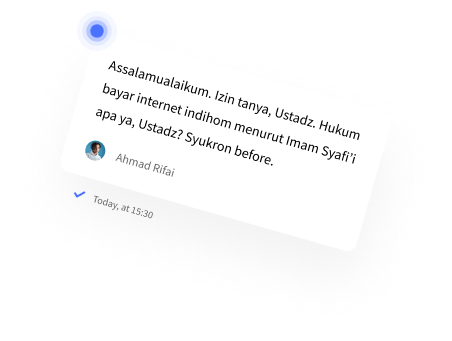 Assalamualaikum. Izin tanya, Ustadz. Hukum
bayar internet indihom menurut Imam Syafi'i
apa ya, Ustadz? Syukron before.
Ahmad Rifai
Today, at 15:30